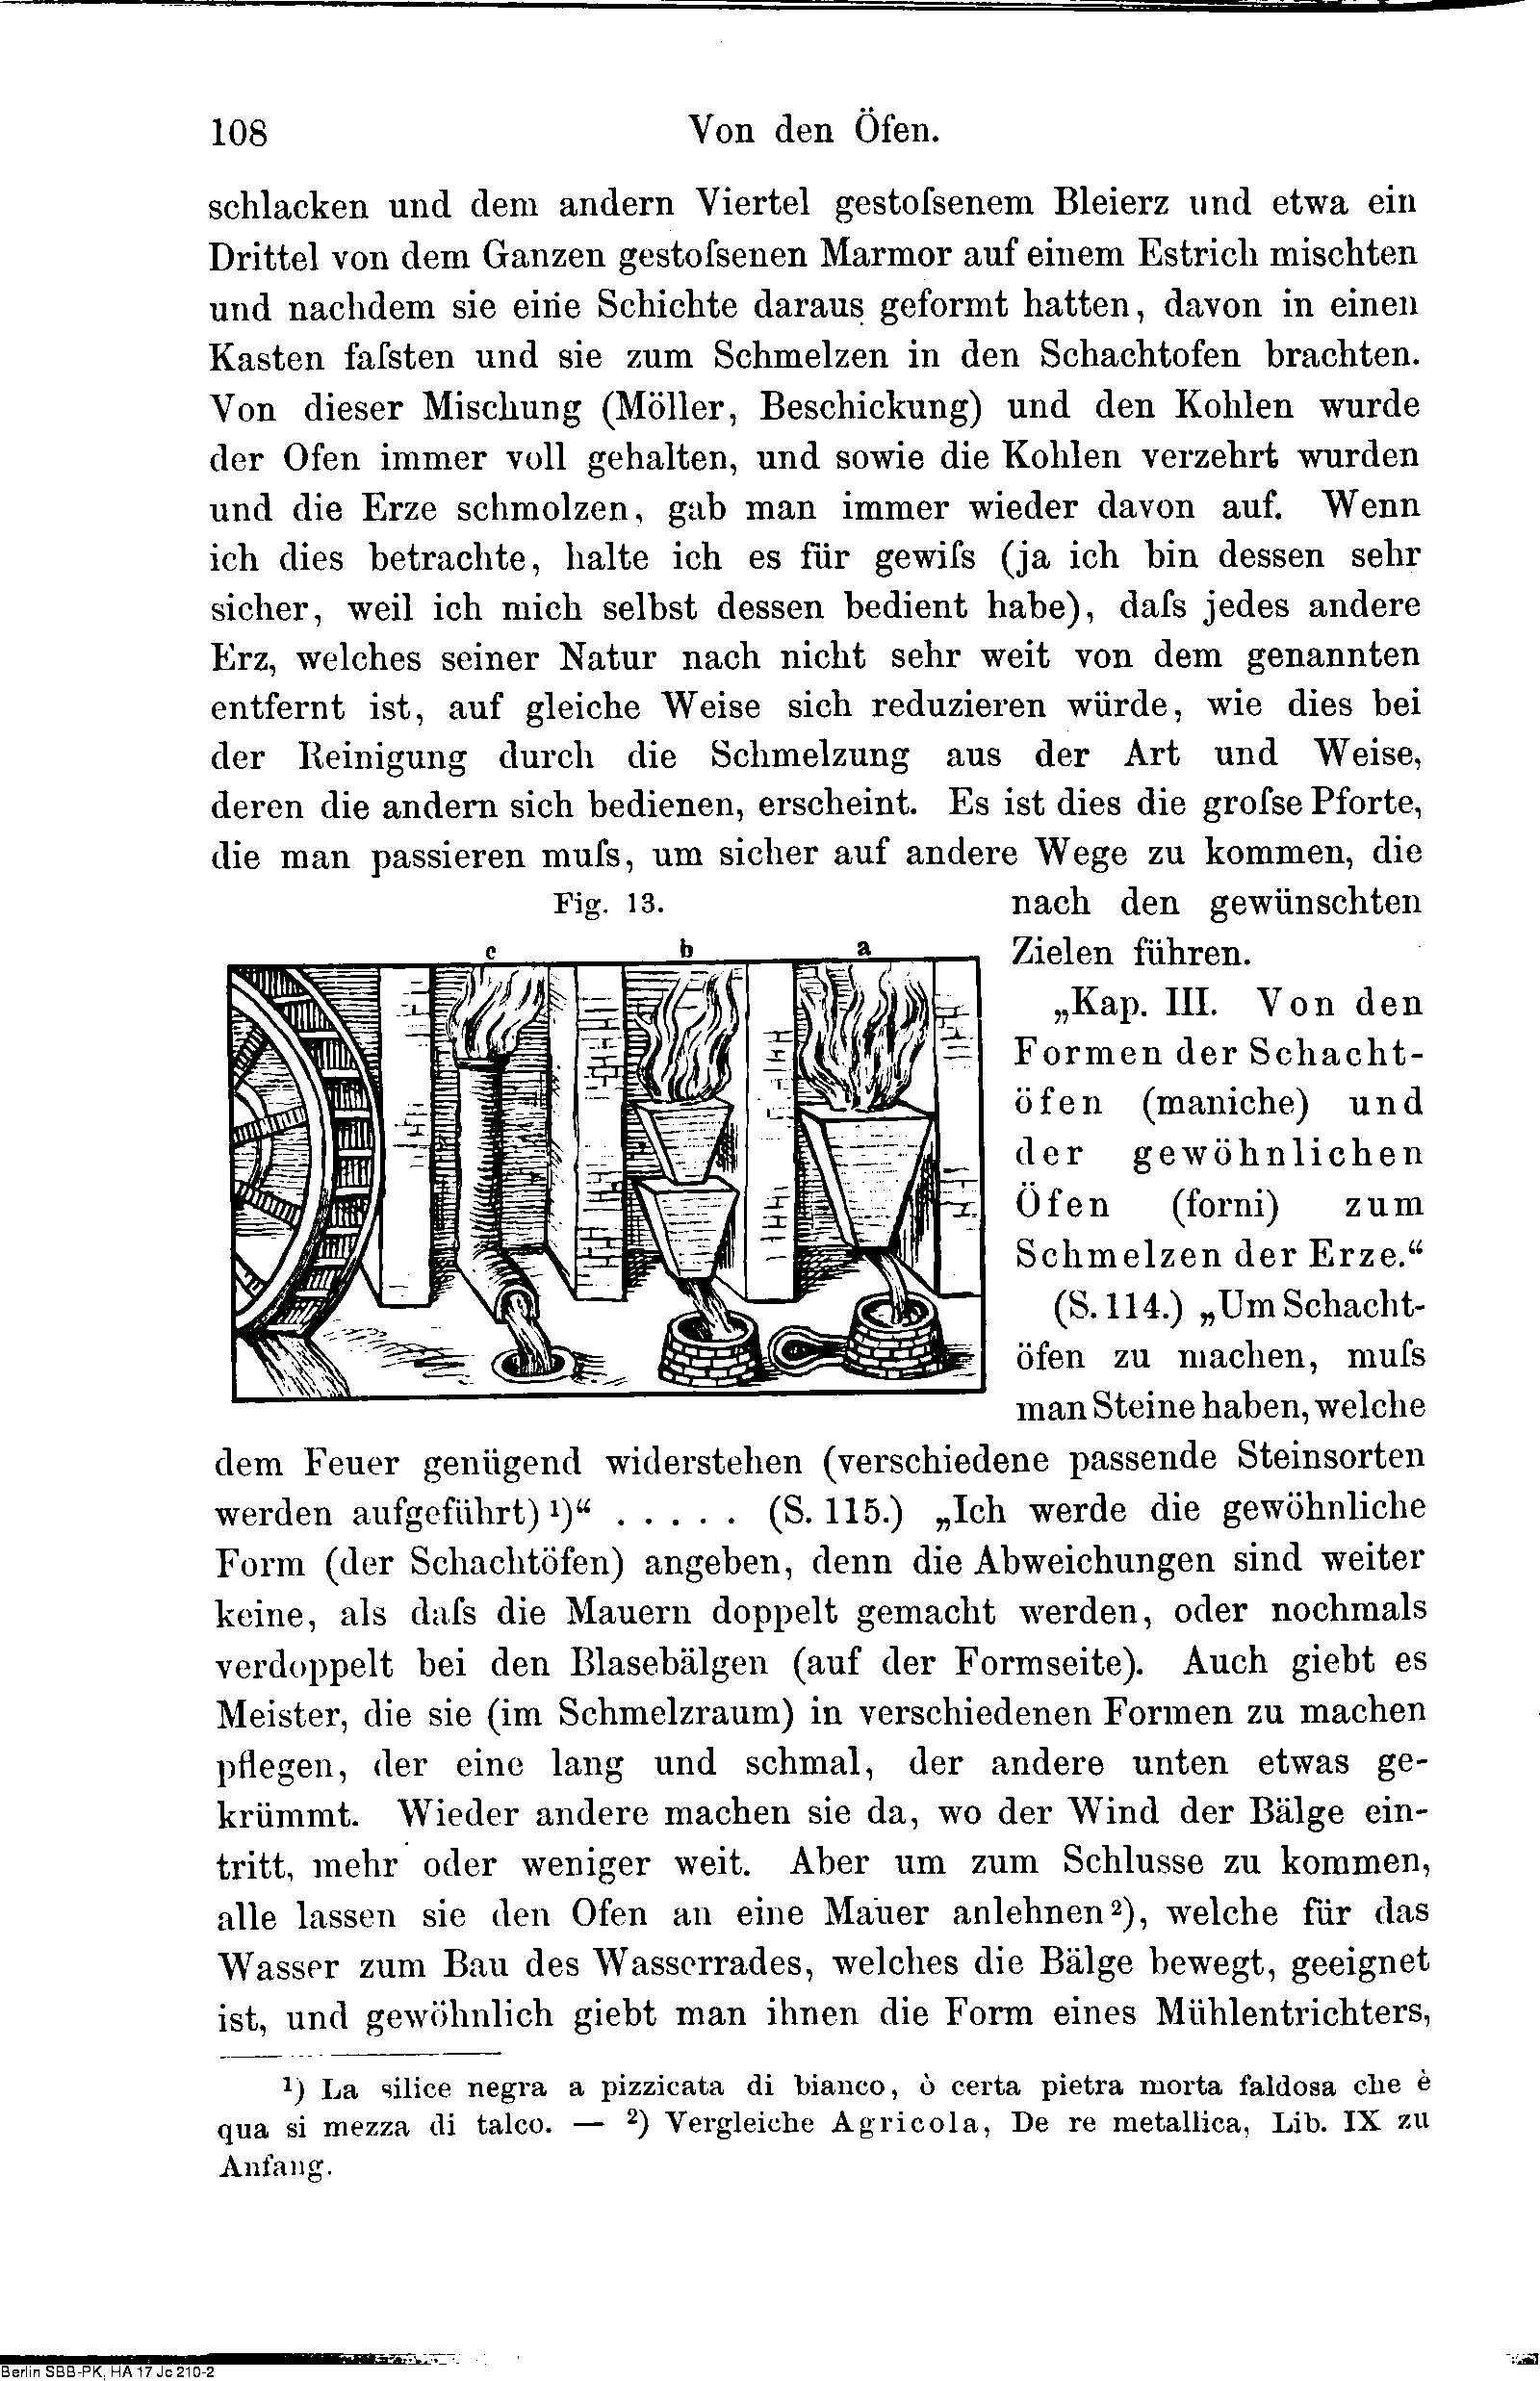 108
Von den Öfen.
schlacken und dem andern Viertel gestoſsenem Bleierz und etwa ein
Drittel von dem Ganzen gestoſsenen Marmor auf einem Estrich mischten
und nachdem sie eine Schichte daraus geformt hatten, davon in einen
Kasten faſsten und sie zum Schmelzen in den Schachtofen brachten.
Von dieser Mischung (Möller, Beschickung) und den Kohlen wurde
der Ofen immer voll gehalten, und sowie die Kohlen verzehrt wurden
und die Erze schmolzen, gab man immer wieder davon auf. Wenn
ich dies betrachte, halte ich es für gewiſs (ja ich bin dessen sehr
sicher, weil ich mich selbst dessen bedient habe), daſs jedes andere
Erz, welches seiner Natur nach nicht sehr weit von dem genannten
entfernt ist, auf gleiche Weise sich reduzieren würde, wie dies bei
der Reinigung durch die Schmelzung aus der Art und Weise,
deren die andern sich bedienen, erscheint. Es ist dies die groſse Pforte,
die man passieren muſs, um sicher auf andere Wege zu kommen, die
Fig. 13.
c b a
nach den gewünschten
Zielen führen.
„Kap. III. Von den
Formen der Schacht-
öfen (maniche) und
der gewöhnlichen
Öfen (forni) zum
Schmelzen der Erze.“
(S. 114.) „Um Schacht-
öfen zu machen, muſs
man Steine haben, welche
dem Feuer genügend widerstehen (verschiedene passende Steinsorten
werden aufgeführt) ¹)“ . . . . . (S. 115.) „Ich werde die gewöhnliche
Form (der Schachtöfen) angeben, denn die Abweichungen sind weiter
keine, als daſs die Mauern doppelt gemacht werden, oder nochmals
verdoppelt bei den Blasebälgen (auf der Formseite). Auch giebt es
Meister, die sie (im Schmelzraum) in verschiedenen Formen zu machen
pflegen, der eine lang und schmal, der andere unten etwas ge-
krümmt. Wieder andere machen sie da, wo der Wind der Bälge ein-
tritt, mehr oder weniger weit. Aber um zum Schlusse zu kommen,
alle lassen sie den Ofen an eine Mauer anlehnen ²), welche für das
Wasser zum Bau des Wasserrades, welches die Bälge bewegt, geeignet
ist, und gewöhnlich giebt man ihnen die Form eines Mühlentrichters,
¹) La silice negra a pizzicata di bianco, ò certa pietra morta faldosa che è
qua si mezza di talco. — ²) Vergleiche Agricola, De re metallica, Lib. IX zu
Anfang.
Berlin SBB-PK, HA 17 Jc 210-2